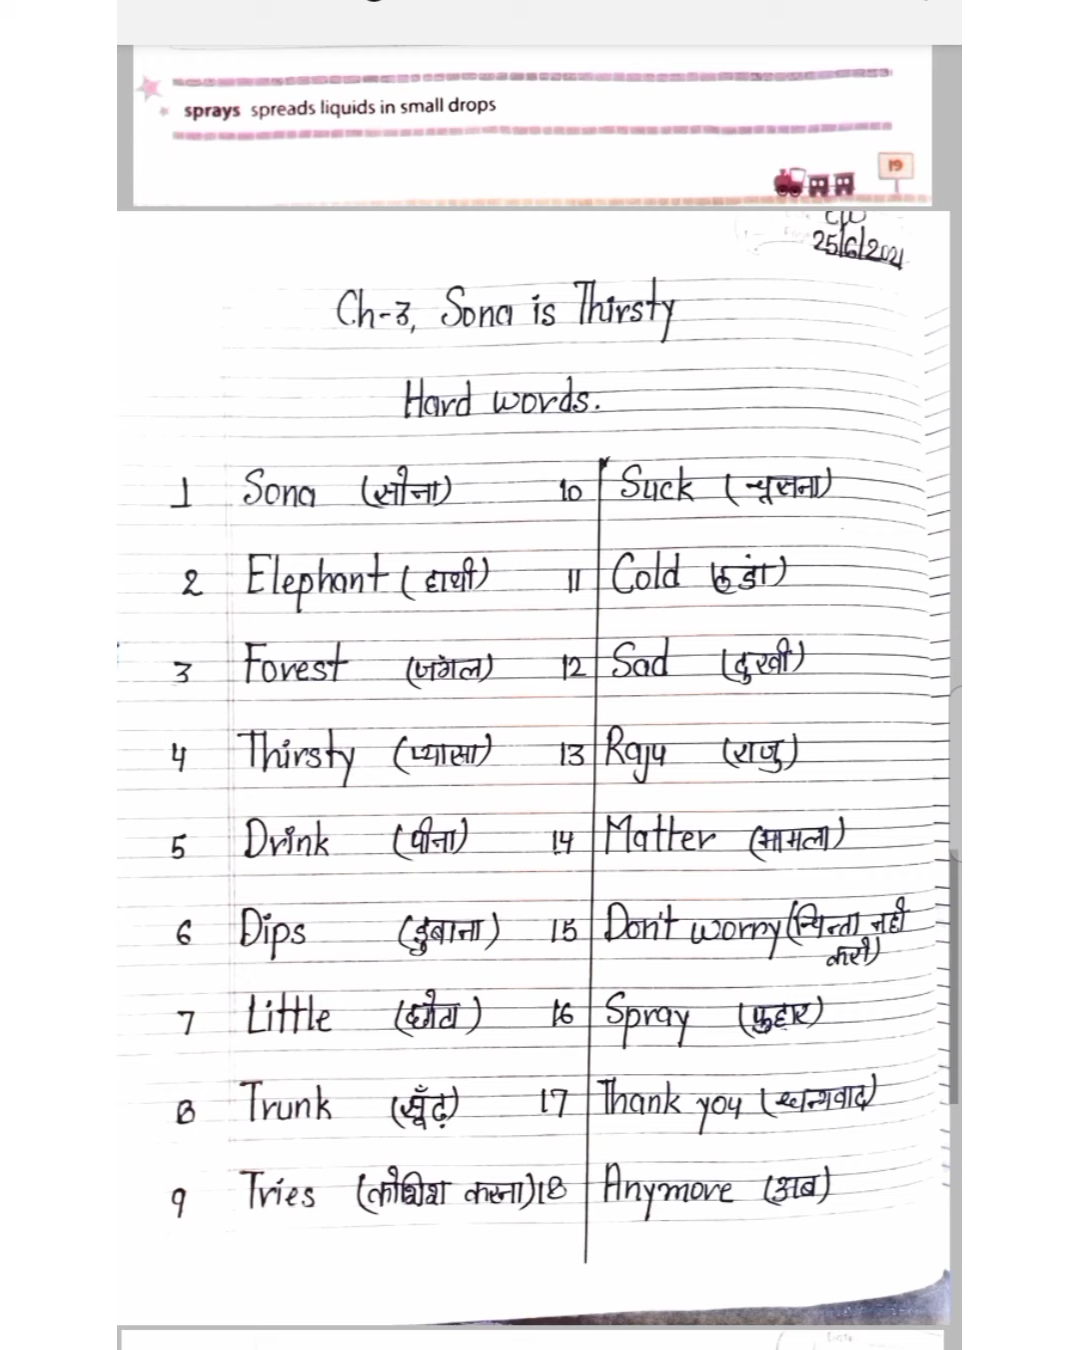 sprays spreads liquids in small drops
19
CW
25/6/2021
Ch-3, Sona is Thirsty
Hard words.
1 Sona (सोना) 10 Suck (चूसना)
2 Elephant (हाथी) 11 Cold (ठडां)
3 Forest (जंगल) 12 Sad (दुखी)
4 Thirsty (प्यासा) 13 Raju (राजु)
5 Drink (पीना) 14 Matter (मामला)
6 Dips (डुबाना) 15 Don't worry (चिन्ता नही
करो)
7 Little (छोटा) 16 Spray (फुहार)
8 Trunk (सूँढ़) 17 Thank you (धन्यवाद)
9 Tries (कोशिश करना) 18 Anymore (अब)
Date